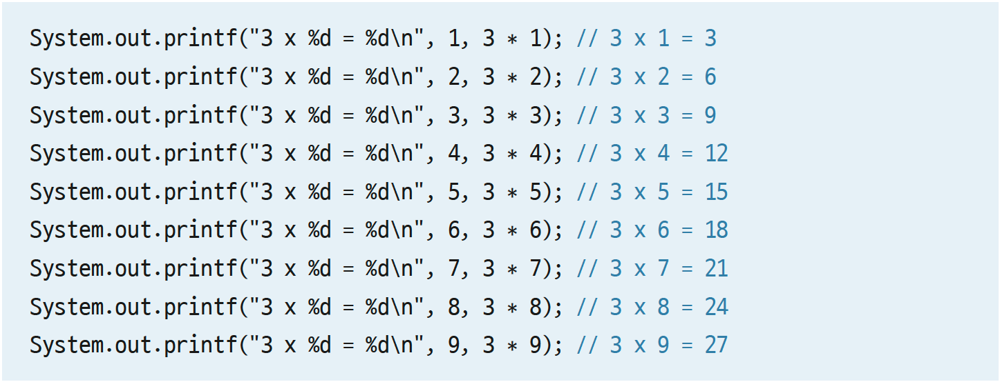 System.out.printf("3 x %d = %d\n", 1, 3 * 1); // 3 x 1 = 3
System.out.printf("3 x %d = %d\n", 2, 3 * 2); // 3 x 2 = 6
System.out.printf("3 x %d = %d\n", 3, 3 * 3); // 3 x 3 = 9
System.out.printf("3 x %d = %d\n", 4, 3 * 4); // 3 x 4 = 12
System.out.printf("3 x %d = %d\n", 5, 3 * 5); // 3 x 5 = 15
System.out.printf("3 x %d = %d\n", 6, 3 * 6); // 3 x 6 = 18
System.out.printf("3 x %d = %d\n", 7, 3 * 7); // 3 x 7 = 21
System.out.printf("3 x %d = %d\n", 8, 3 * 8); // 3 x 8 = 24
System.out.printf("3 x %d = %d\n", 9, 3 * 9); // 3 x 9 = 27